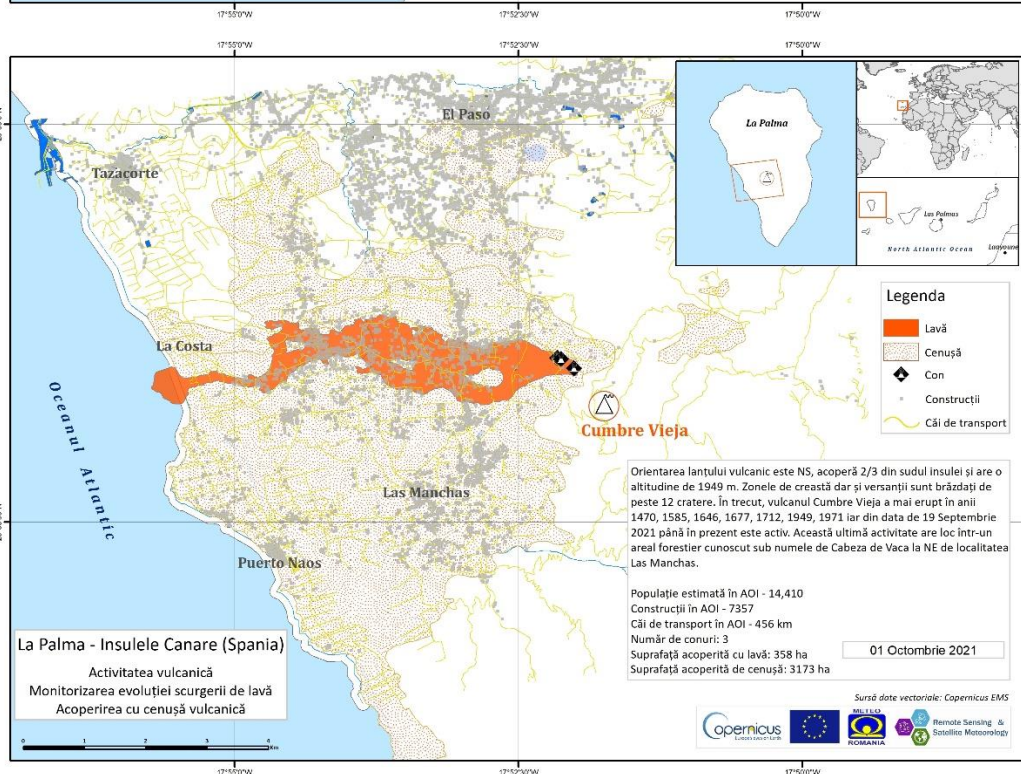 17°55'0"W
17°52'30"W
17°50'0"W
17°55'0"W
17°52'30"W
17°50'0"W
El Paso
Tazacorte
La Costa
Oceanul Atlantic
Cumbre Vieja
Las Manchas
Puerto Naos
La Palma
Las Palmas
North Atlantic Ocean
Laayoune
Legenda
Lavă
Cenușă
Con
Construcții
Căi de transport
Orientarea lanțului vulcanic este NS, acoperă 2/3 din sudul insulei și are o
altitudine de 1949 m. Zonele de creastă dar și versanții sunt brăzdați de
peste 12 cratere. În trecut, vulcanul Cumbre Vieja a mai erupt în anii
1470, 1585, 1646, 1677, 1712, 1949, 1971 iar din data de 19 Septembrie
2021 până în prezent este activ. Această ultimă activitate are loc într-un
areal forestier cunoscut sub numele de Cabeza de Vaca la NE de localitatea
Las Manchas.
Populație estimată în AOI - 14,410
Construcții în AOI - 7357
Căi de transport în AOI - 456 km
Număr de conuri: 3
Suprafață acoperită cu lavă: 358 ha
Suprafață acoperită de cenușă: 3173 ha
01 Octombrie 2021
La Palma - Insulele Canare (Spania)
Activitatea vulcanică
Monitorizarea evoluției scurgerii de lavă
Acoperirea cu cenușă vulcanică
0 1 2 3 4
Km
Sursă date vectoriale: Copernicus EMS
opernicus
Europe's eyes on Earth
METEO
ROMANIA
Remote Sensing &
Satellite Meteorology
17°55'0"W
17°52'30"W
17°50'0"W